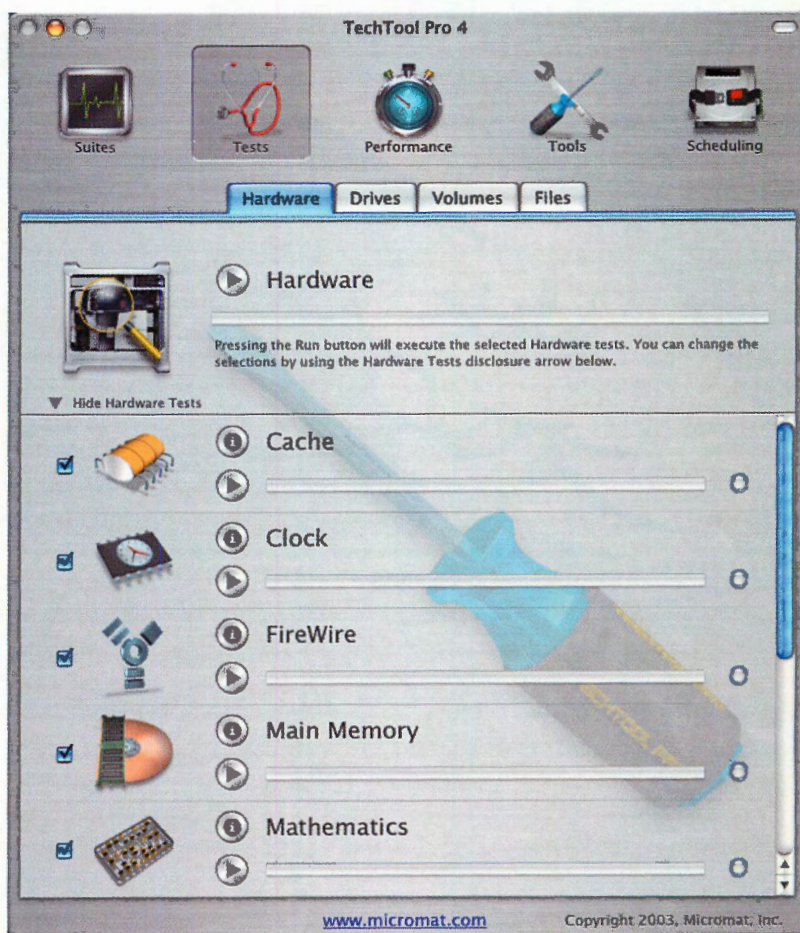 TechTool Pro 4
Suites
Tests
Performance
Tools
Scheduling
Hardware
Drives
Volumes
Files
Hardware
Pressing the Run button will execute the selected Hardware tests. You can change the
selections by using the Hardware Tests disclosure arrow below.
Hide Hardware Tests
Cache
Clock
FireWire
Main Memory
Mathematics
TECHTOOL PRO
www.micromat.com
Copyright 2003, Micromat, Inc.